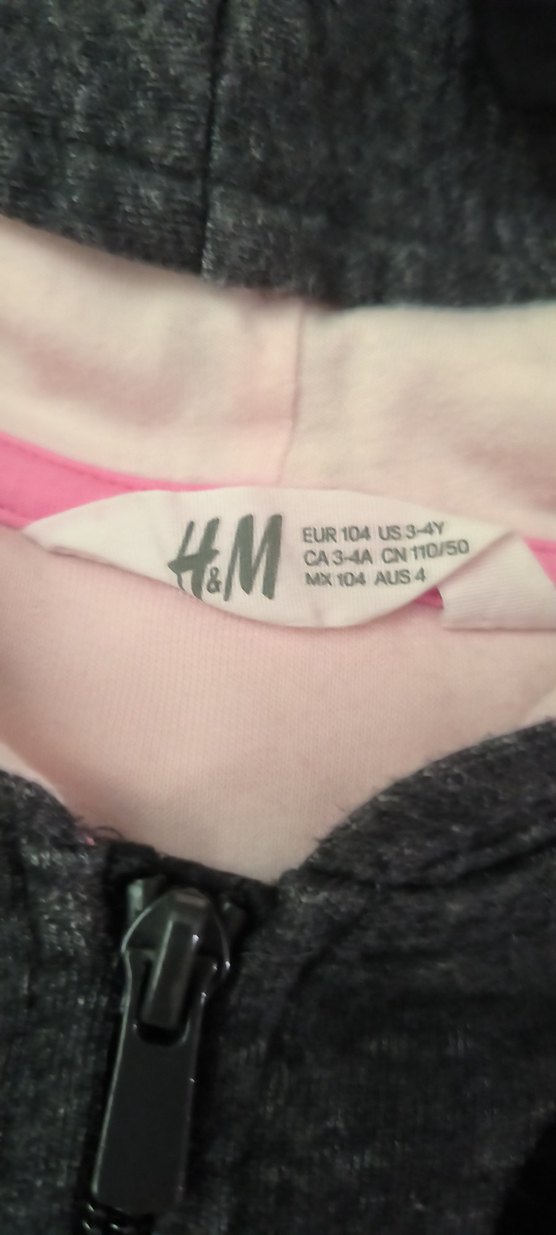 H&M
EUR 104 US 3-4Y
CA 3-4A CN 110/50
MX 104 AUS 4